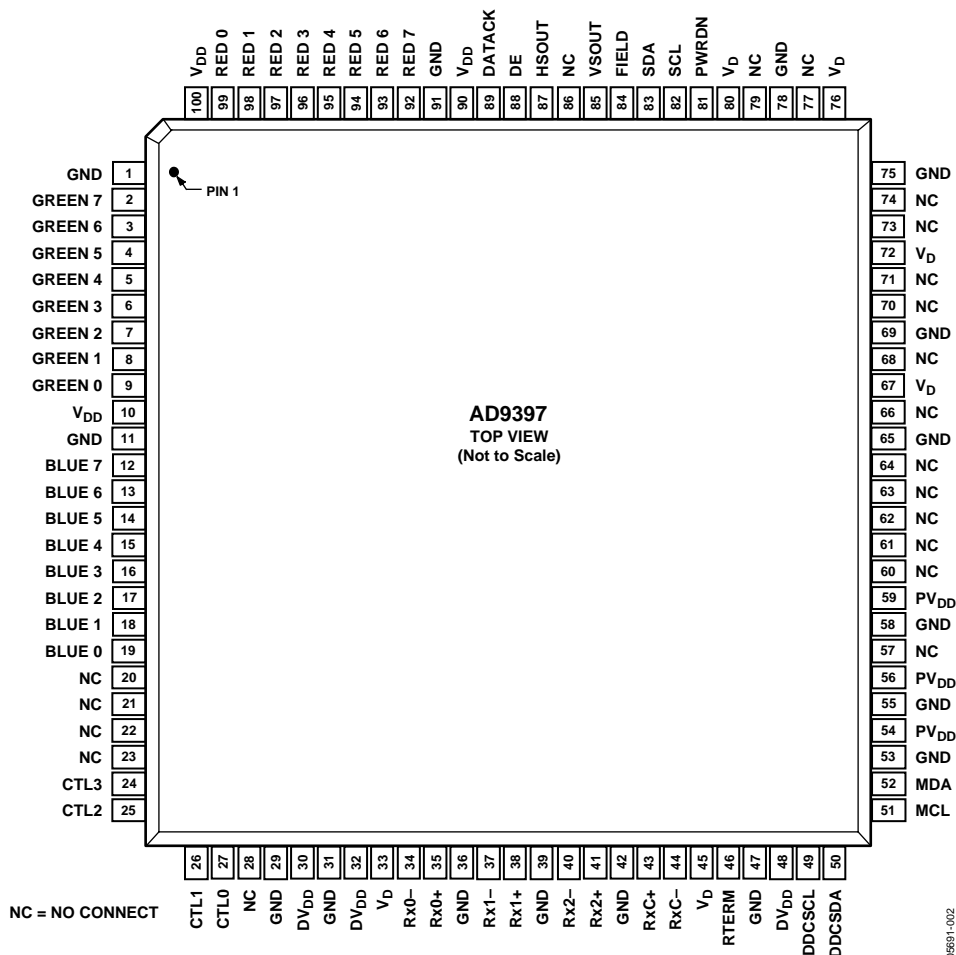 VDD RED 0 RED 1 RED 2 RED 3 RED 4 RED 5 RED 6 RED 7 GND VDD DATACK DE HSOUT NC VSOUT FIELD SDA SCL PWRDN VD NC GND NC VD
100 99 98 97 96 95 94 93 92 91 90 89 88 87 86 85 84 83 82 81 80 79 78 77 76
PIN 1
GND 1
GREEN 7 2
GREEN 6 3
GREEN 5 4
GREEN 4 5
GREEN 3 6
GREEN 2 7
GREEN 1 8
GREEN 0 9
VDD 10
GND 11
BLUE 7 12
BLUE 6 13
BLUE 5 14
BLUE 4 15
BLUE 3 16
BLUE 2 17
BLUE 1 18
BLUE 0 19
NC 20
NC 21
NC 22
NC 23
CTL3 24
CTL2 25
AD9397
TOP VIEW
(Not to Scale)
75 GND
74 NC
73 NC
72 VD
71 NC
70 NC
69 GND
68 NC
67 VD
66 NC
65 GND
64 NC
63 NC
62 NC
61 NC
60 NC
59 PVDD
58 GND
57 NC
56 PVDD
55 GND
54 PVDD
53 GND
52 MDA
51 MCL
26 27 28 29 30 31 32 33 34 35 36 37 38 39 40 41 42 43 44 45 46 47 48 49 50
CTL1 CTL0 NC GND DVDD GND DVDD VD Rx0– Rx0+ GND Rx1– Rx1+ GND Rx2– Rx2+ GND RxC+ RxC– VD RTERM GND DVDD DDCSCL DDCSDA
NC = NO CONNECT
05691-002